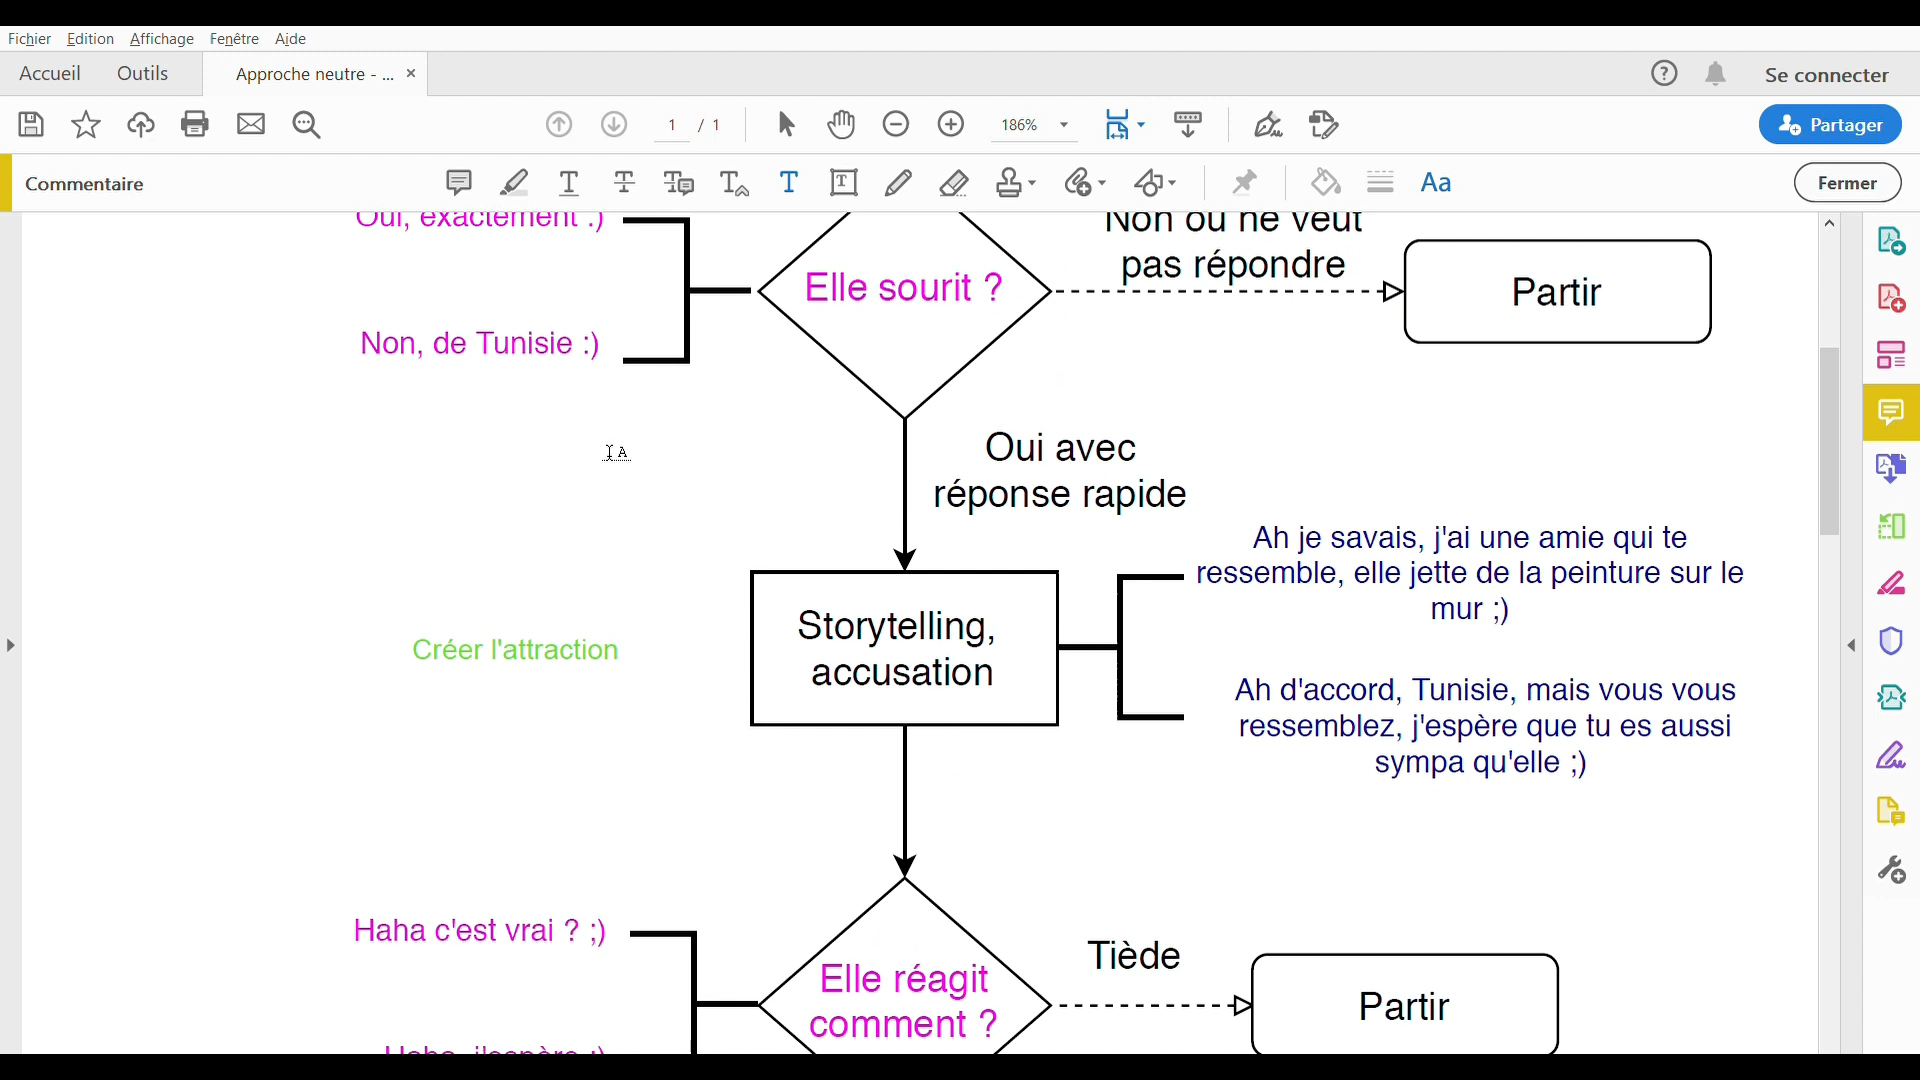 Fichier Edition Affichage Fenêtre Aide
Accueil Outils Approche neutre - ... × Se connecter
1 / 1 186% Partager
Commentaire Aa Fermer
Oui, exactement :)
Non ou ne veut
pas répondre
Elle sourit ?
Partir
Non, de Tunisie :)
Oui avec
réponse rapide
Ah je savais, j'ai une amie qui te
ressemble, elle jette de la peinture sur le
mur ;)
Storytelling,
accusation
Créer l'attraction
Ah d'accord, Tunisie, mais vous vous
ressemblez, j'espère que tu es aussi
sympa qu'elle ;)
Haha c'est vrai ? ;)
Tiède
Elle réagit
comment ?
Partir
Haha, j'espère :)